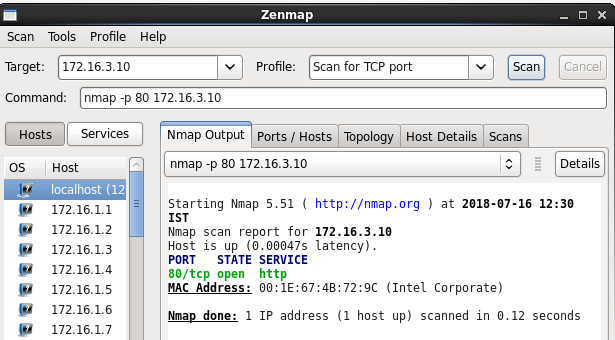 Zenmap
Scan Tools Profile Help
Target: 172.16.3.10 Profile: Scan for TCP port Scan Cancel
Command: nmap -p 80 172.16.3.10
Hosts Services
Nmap Output Ports / Hosts Topology Host Details Scans
OS Host
nmap -p 80 172.16.3.10 Details
localhost (12
172.16.1.1
172.16.1.2
172.16.1.3
172.16.1.4
172.16.1.5
172.16.1.6
172.16.1.7
Starting Nmap 5.51 ( http://nmap.org ) at 2018-07-16 12:30
IST
Nmap scan report for 172.16.3.10
Host is up (0.00047s latency).
PORT STATE SERVICE
80/tcp open http
MAC Address: 00:1E:67:4B:72:9C (Intel Corporate)
Nmap done: 1 IP address (1 host up) scanned in 0.12 seconds